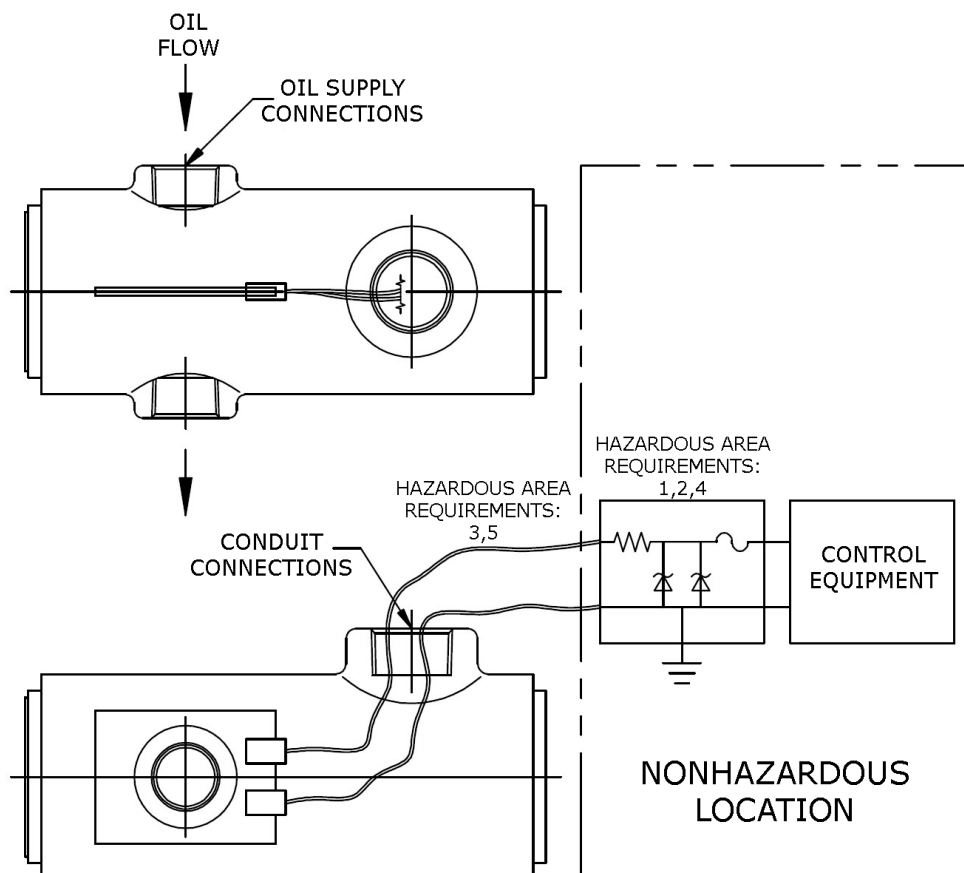 OIL
FLOW
OIL SUPPLY
CONNECTIONS
HAZARDOUS AREA
REQUIREMENTS:
1,2,4
HAZARDOUS AREA
REQUIREMENTS:
3,5
CONDUIT
CONNECTIONS
CONTROL
EQUIPMENT
NONHAZARDOUS
LOCATION